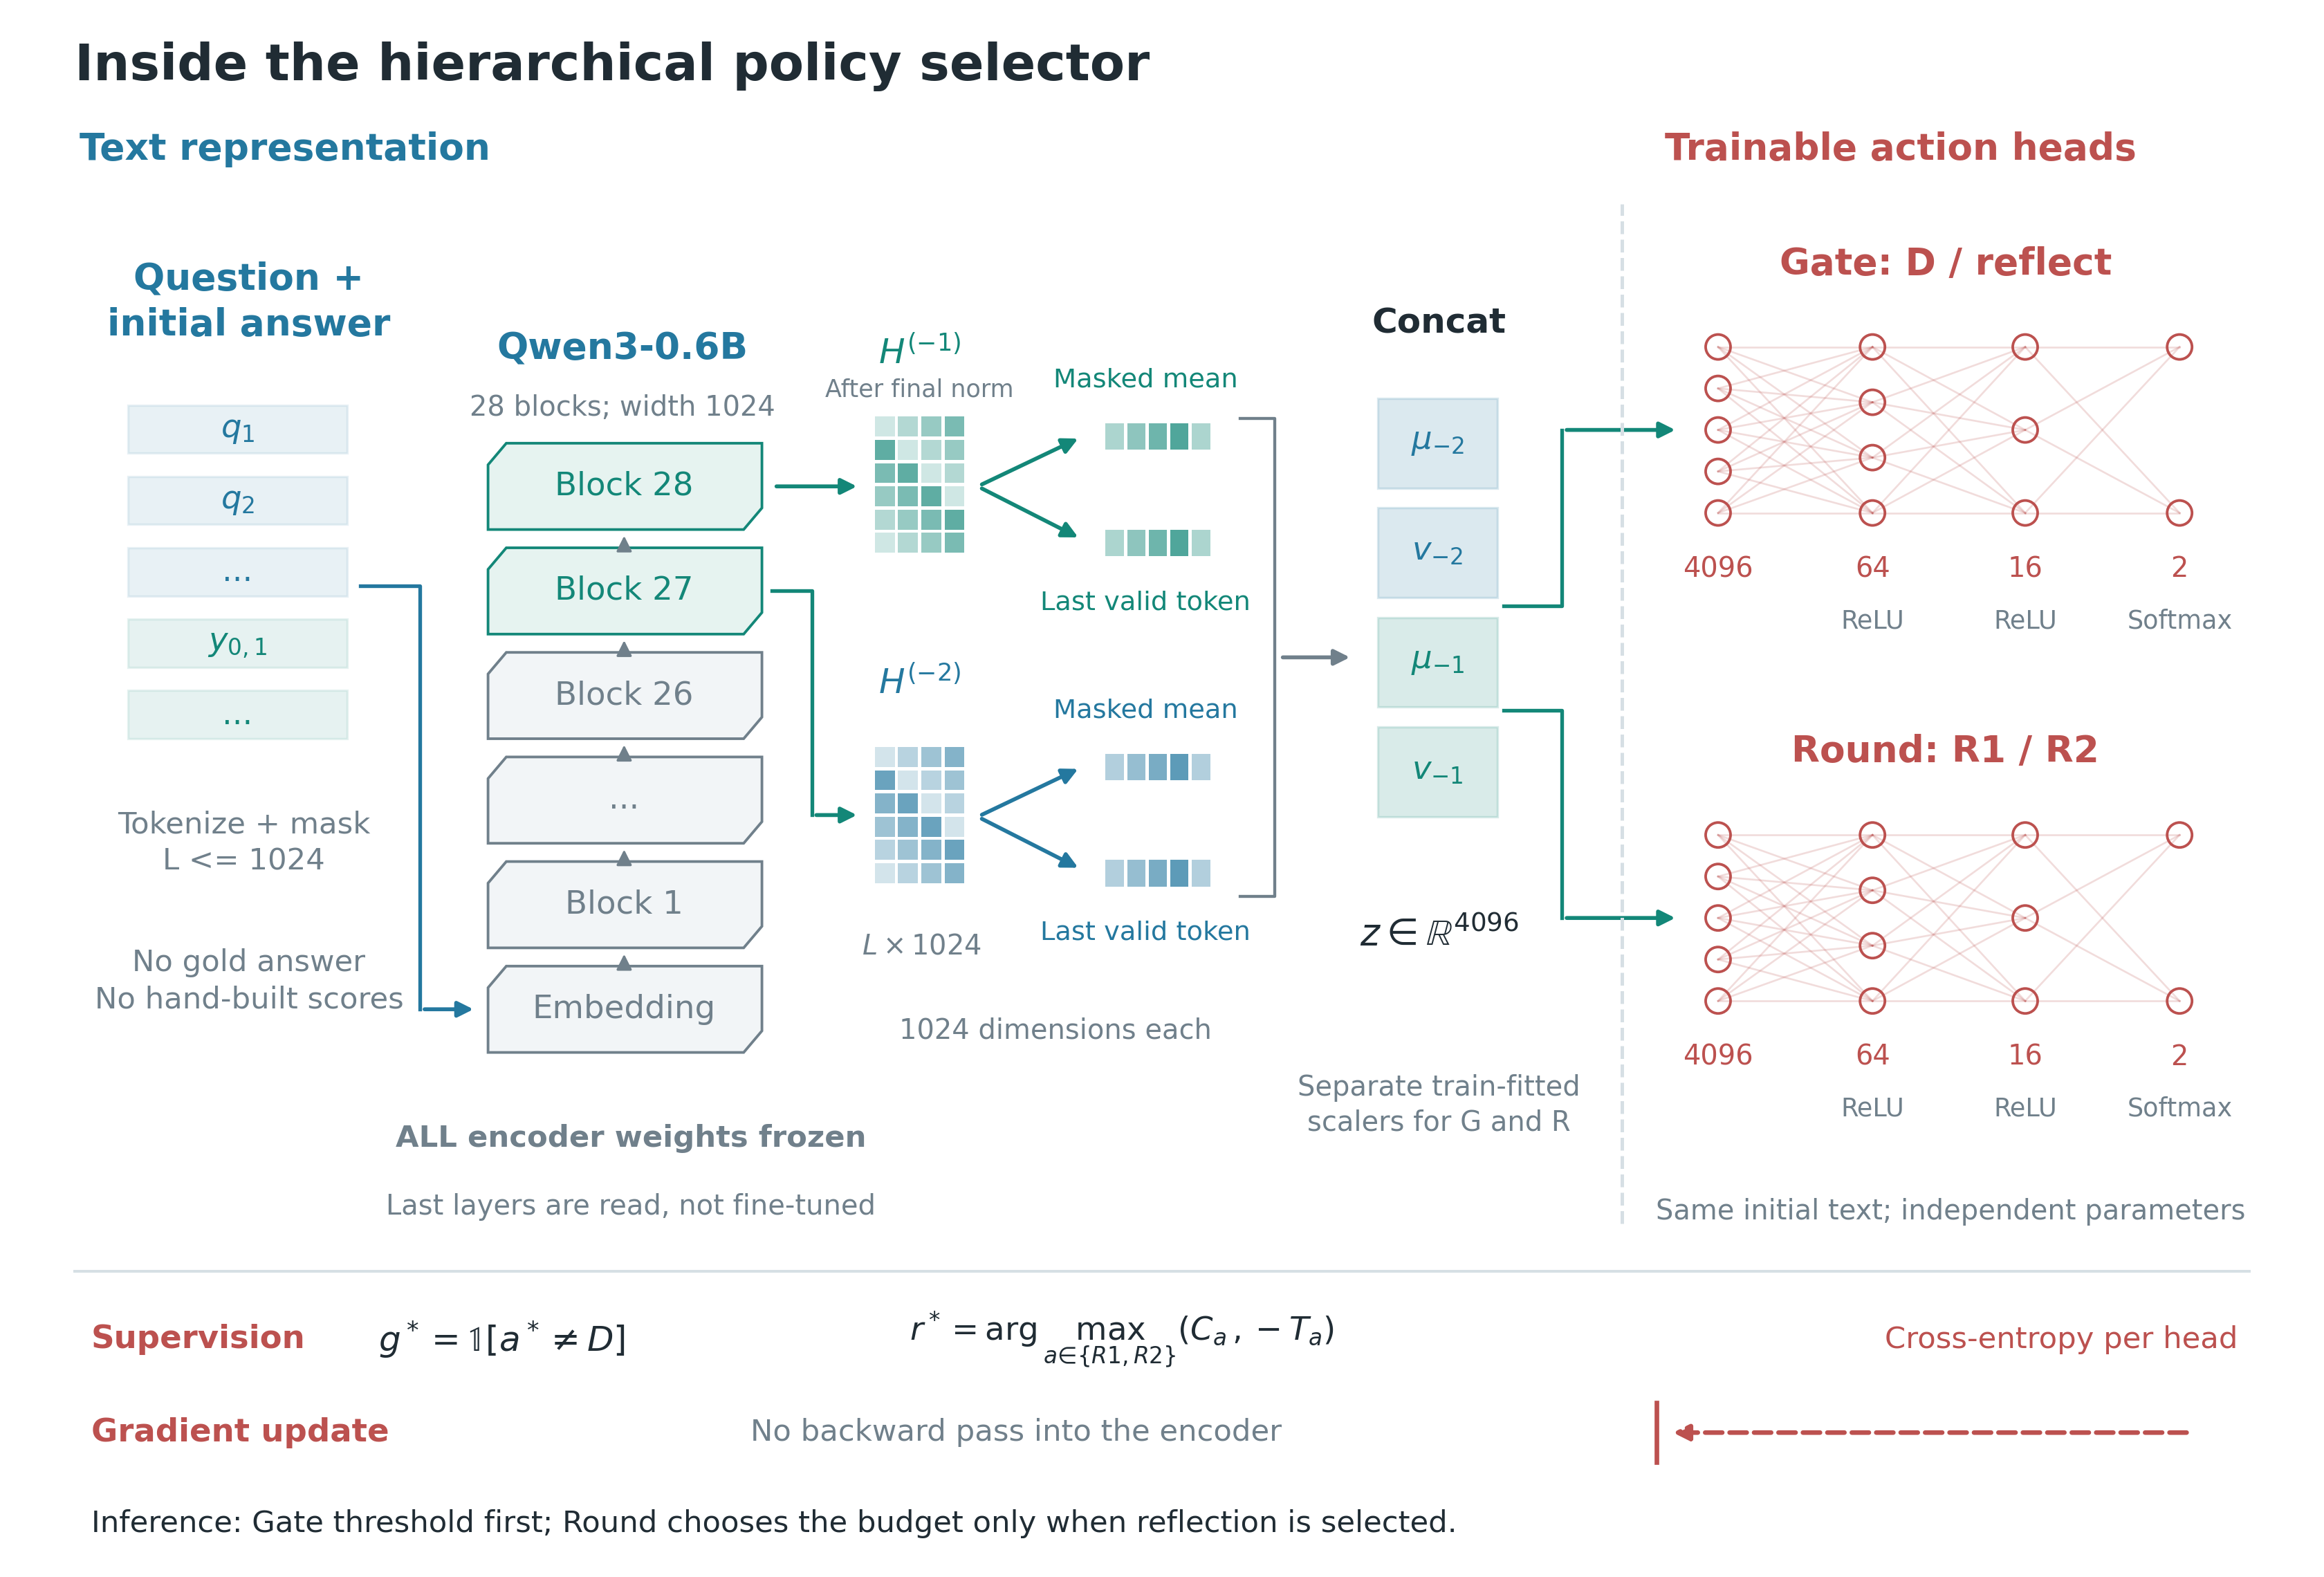 Inside the hierarchical policy selector
Text representation
Trainable action heads
Question +
initial answer
q₁
q₂
...
y₀,₁
...
Tokenize + mask
L <= 1024
No gold answer
No hand-built scores
Qwen3-0.6B
28 blocks; width 1024
Block 28
Block 27
Block 26
...
Block 1
Embedding
ALL encoder weights frozen
Last layers are read, not fine-tuned
H⁽⁻¹⁾
After final norm
Masked mean
Last valid token
H⁽⁻²⁾
Masked mean
Last valid token
L × 1024
1024 dimensions each
Concat
μ₋₂
v₋₂
μ₋₁
v₋₁
z ∈ ℝ⁴⁰⁹⁶
Separate train-fitted
scalers for G and R
Gate: D / reflect
4096 64 16 2
ReLU ReLU Softmax
Round: R1 / R2
4096 64 16 2
ReLU ReLU Softmax
Same initial text; independent parameters
Supervision g* = 𝟙[a* ≠ D] r* = arg max_{a∈{R1,R2}} (Cₐ, −Tₐ) Cross-entropy per head
Gradient update No backward pass into the encoder
Inference: Gate threshold first; Round chooses the budget only when reflection is selected.